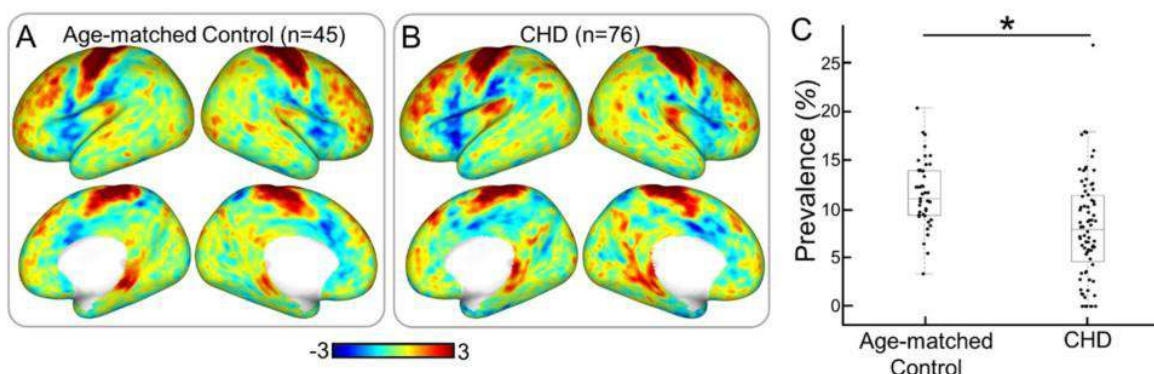 A Age-matched Control (n=45)
B CHD (n=76)
-3 3
C
*
Prevalence (%)
25
20
15
10
5
0
Age-matched
Control
CHD